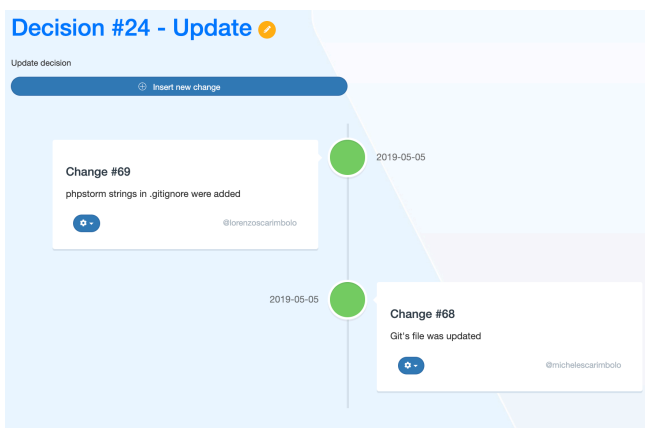 Decision #24 - Update
Update decision
Insert new change
2019-05-05
Change #69
phpstorm strings in .gitignore were added
@lorenzoscarimbolo
2019-05-05
Change #68
Git's file was updated
@michelescarimbolo